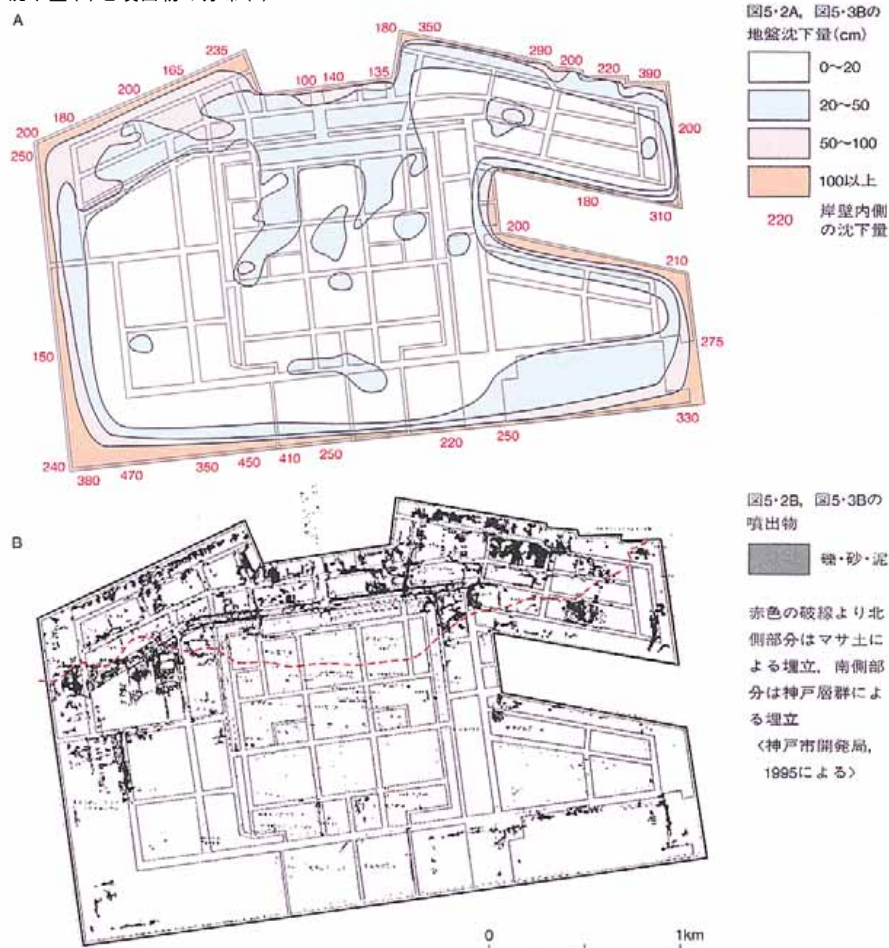 A
図5・2A, 図5・3Bの
地盤沈下量(cm)
0〜20
20〜50
50〜100
100以上
220 岸壁内側
の沈下量
180 350
235
290
200
220
390
165
200
180
100 140 135
200
250
200
180
310
200
210
275
150
330
250
220
250
410
450
350
470
380
240
B
図5・2B, 図5・3Bの
噴出物
礫・砂・泥
赤色の破線より北
側部分はマサ土に
よる埋立, 南側部
分は神戸層群によ
る埋立
〈神戸市開発局,
1995による〉
0 1km